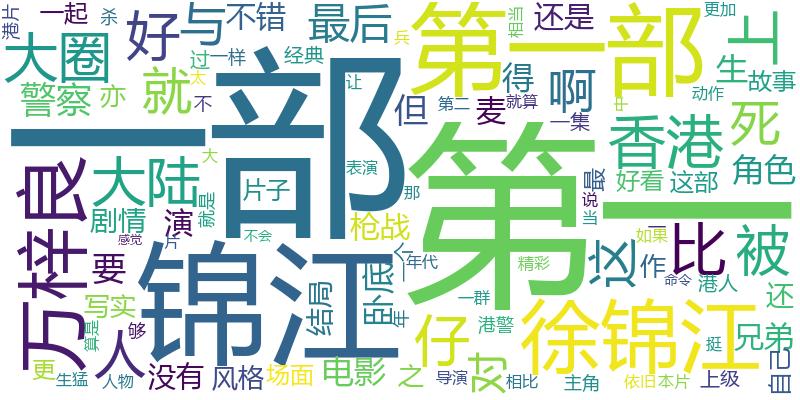 港片
一起
杀
好
与
不错
最后
第一部
还是
相当
更加
上
大圈
过
一样
经典
兵
警察
亦
就
太
不
一部
让
但
第二
得
麦
就算
啊
一集
中
动作
生
故事
香港
死
万梓良
大陆
大
片子
表演
那
第一
最
说
当
好看
这部
角色
剧情
演
就是
不会
枪战
感觉
片
要
锦江
个
一年代
卧底
精彩
这
比
如果
被
作
命令
港人
还
写实
人
够
算是
结局
年
一群
仔
港警
徐锦江
兄弟
更
生猛
人物
没有
风格
场面
电影
之
导演
对
相比
主角
依旧
本片
上级
挺
自己